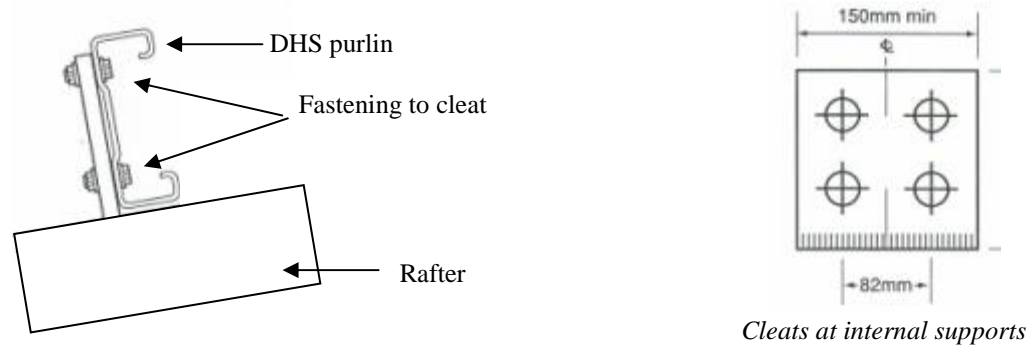 DHS purlin
Fastening to cleat
Rafter
150mm min
℄
82mm
Cleats at internal supports